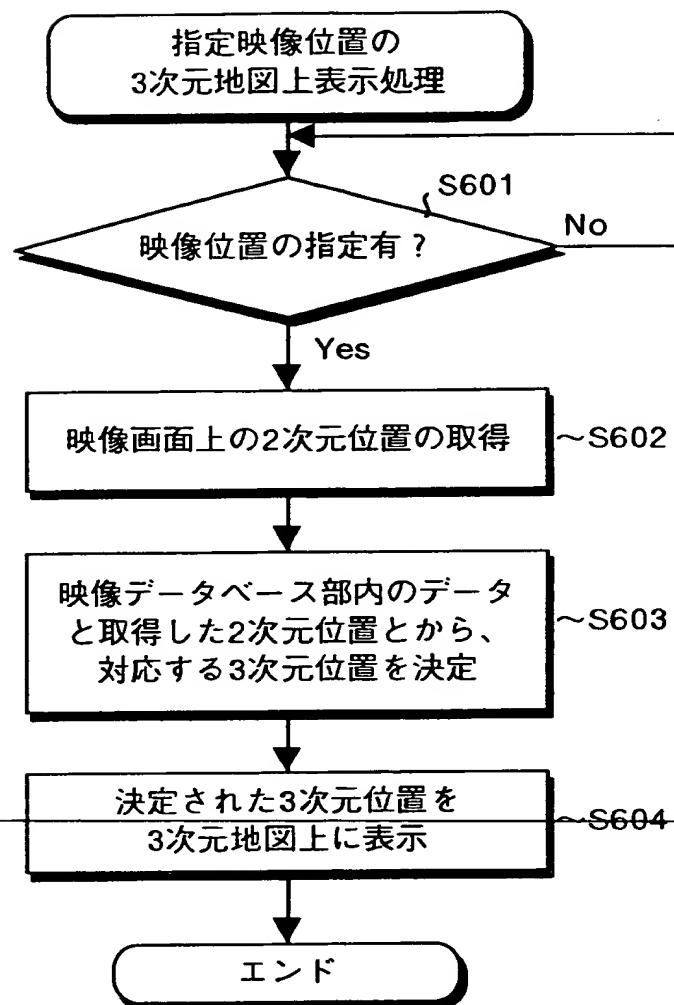 指定映像位置の
3次元地図上表示処理
S601
映像位置の指定有？
No
Yes
映像画面上の2次元位置の取得
～S602
映像データベース部内のデータ
と取得した2次元位置とから、
対応する3次元位置を決定
～S603
決定された3次元位置を
3次元地図上に表示
～S604
エンド